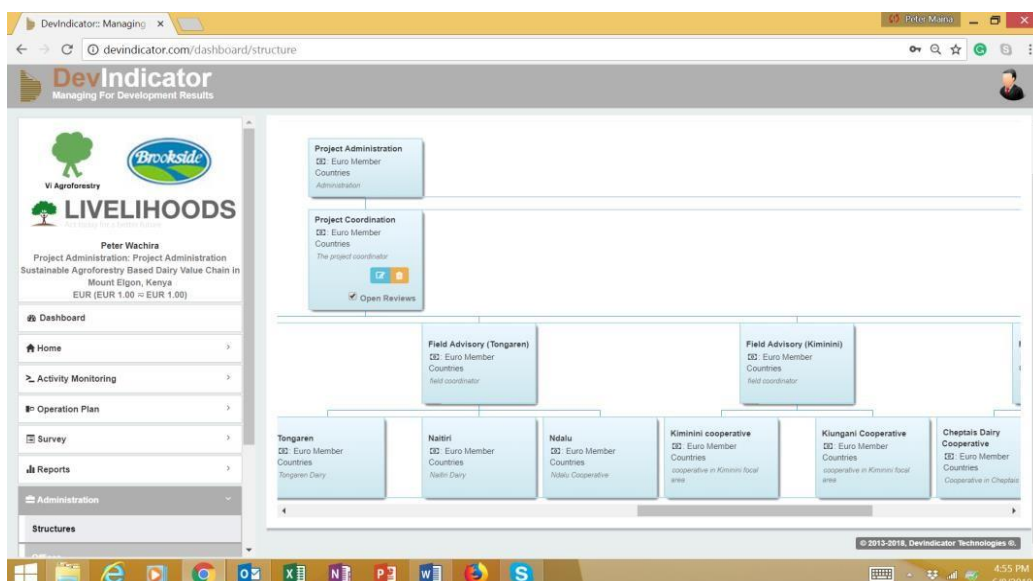 DevIndicator:: Managing
Peter Maina
devindicator.com/dashboard/structure
DevIndicator
Managing For Development Results
Vi Agroforestry
Brookside
LIVELIHOODS
Peter Wachira
Project Administration: Project Administration
Sustainable Agroforestry Based Dairy Value Chain in
Mount Elgon, Kenya
EUR (EUR 1.00 ≈ EUR 1.00)
Dashboard
Home
Activity Monitoring
Operation Plan
Survey
Reports
Administration
Structures
Project Administration
: Euro Member
Countries
Administration
Project Coordination
: Euro Member
Countries
The project coordinator
Open Reviews
Field Advisory (Tongaren)
: Euro Member
Countries
field coordinator
Field Advisory (Kiminini)
: Euro Member
Countries
field coordinator
Tongaren
: Euro Member
Countries
Tongaren Dairy
Naitiri
: Euro Member
Countries
Naitiri Dairy
Ndalu
: Euro Member
Countries
Ndalu Cooperative
Kiminini cooperative
: Euro Member
Countries
cooperative in Kiminini focal
area
Kiungani Cooperative
: Euro Member
Countries
cooperative in Kiminini focal
area
Cheptais Dairy
Cooperative
: Euro Member
Countries
Cooperative in Cheptais
© 2013-2018, DevIndicator Technologies ®.
4:55 PM